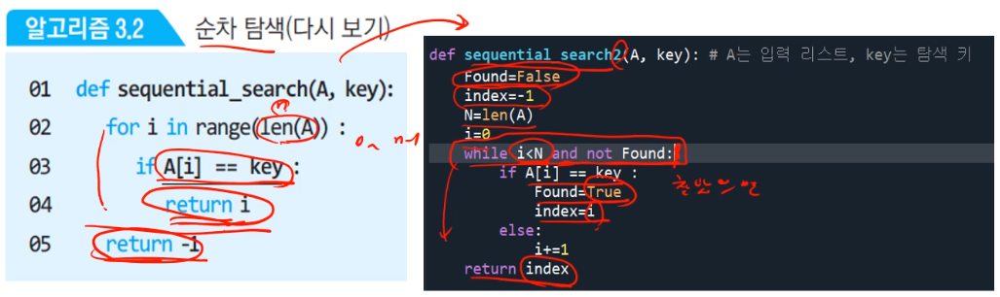 알고리즘 3.2 순차 탐색(다시 보기)
01 def sequential_search(A, key):
02 for i in range(len(A)) :
03 if A[i] == key :
04 return i
05 return -1
n
0~ n-1
def sequential_search2(A, key): # A는 입력 리스트, key는 탐색 키
Found=False
index=-1
N=len(A)
i=0
while i<N and not Found:
if A[i] == key :
Found=True
index=i
else:
i+=1
return index